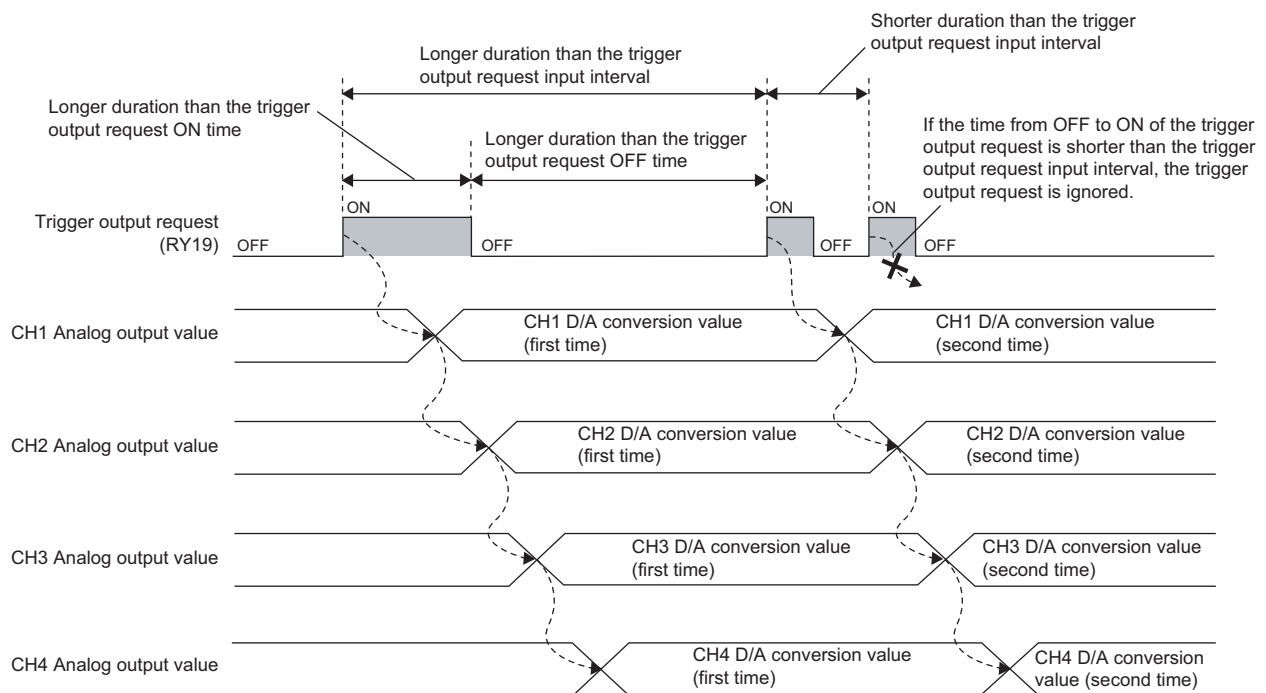 Shorter duration than the trigger
output request input interval
Longer duration than the trigger
output request input interval
Longer duration than the trigger
output request ON time
Longer duration than the trigger
output request OFF time
If the time from OFF to ON of the trigger
output request is shorter than the trigger
output request input interval, the trigger
output request is ignored.
Trigger output request
(RY19)
OFF
ON
OFF
ON
OFF
ON
OFF
CH1 Analog output value
CH1 D/A conversion value
(first time)
CH1 D/A conversion value
(second time)
CH2 Analog output value
CH2 D/A conversion value
(first time)
CH2 D/A conversion value
(second time)
CH3 Analog output value
CH3 D/A conversion value
(first time)
CH3 D/A conversion value
(second time)
CH4 Analog output value
CH4 D/A conversion value
(first time)
CH4 D/A conversion
value (second time)